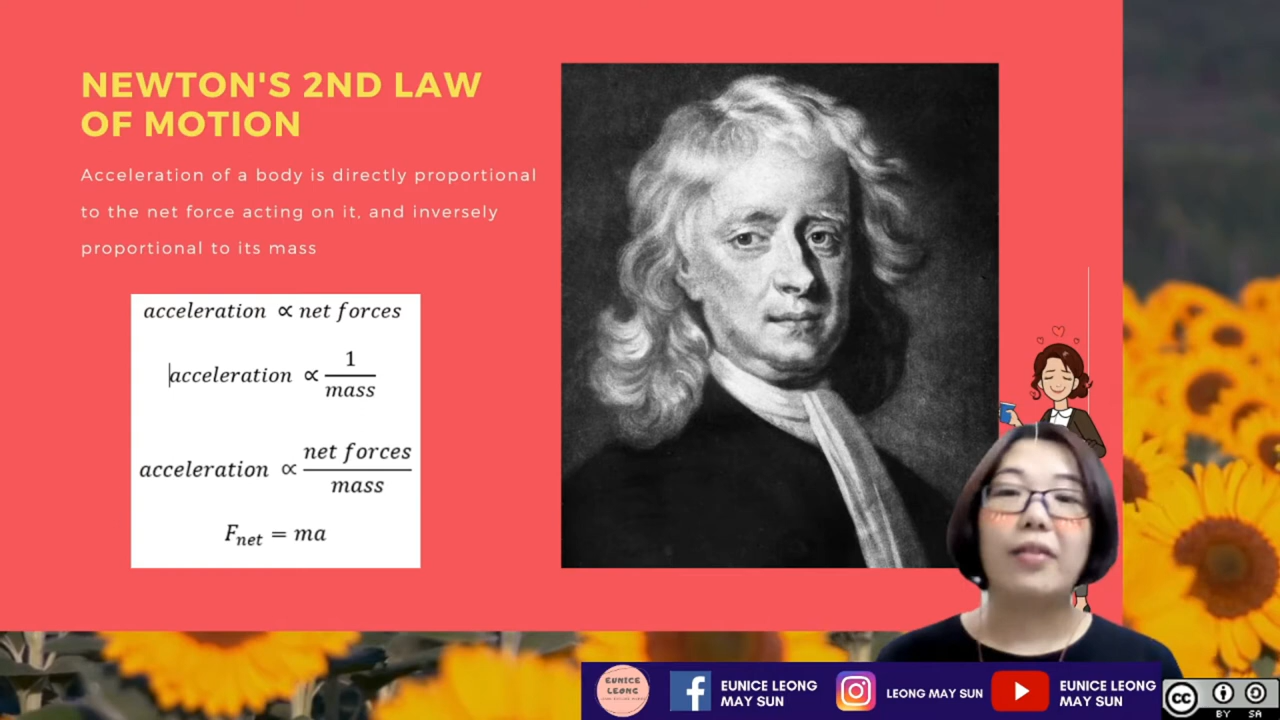 NEWTON'S 2ND LAW
OF MOTION
Acceleration of a body is directly proportional
to the net force acting on it, and inversely
proportional to its mass
acceleration ∝ net forces
acceleration ∝ 1/mass
acceleration ∝ net forces/mass
F_net = ma
EUNICE
LEONG
EUNICE LEONG
MAY SUN
LEONG MAY SUN
EUNICE LEONG
MAY SUN
cc
BY SA